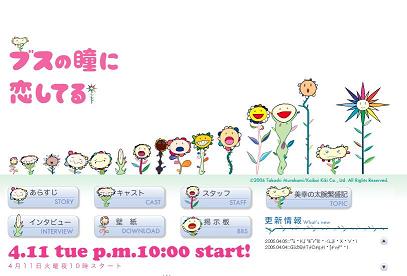 ブスの瞳に
恋してる
©2006 Takashi Murakami/Kaikai Kiki Co., Ltd. All Rights Reserved.
あらすじ
STORY
キャスト
CAST
スタッフ
STAFF
美幸の太腕繁盛記
TOPIC
インタビュー
INTERVIEW
壁 紙
DOWNLOAD
掲示板
BBS
更新情報 What's new
4.11 tue p.m.10:00 start!
4月11日火曜夜10時スタート